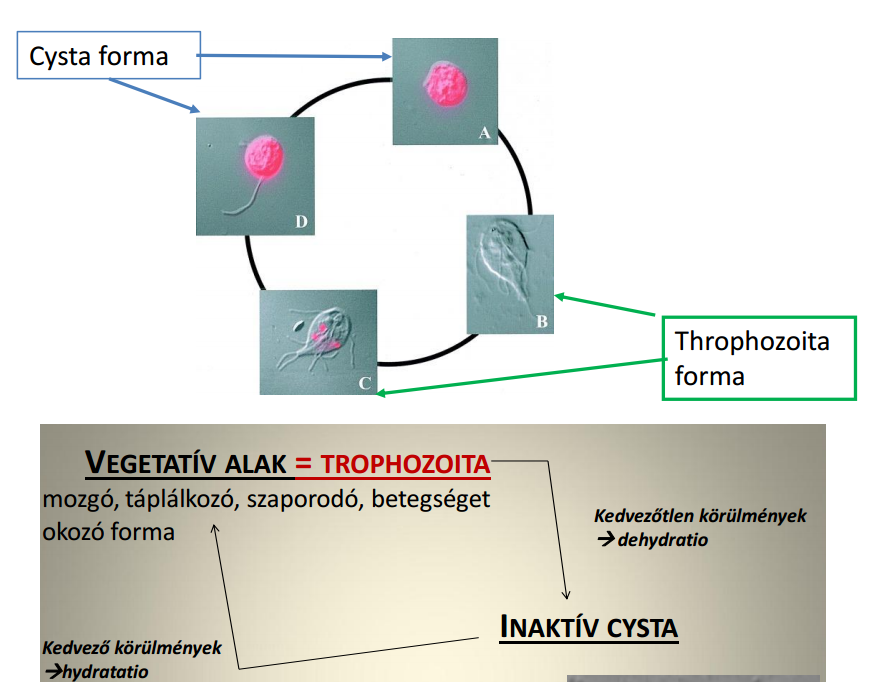 Cysta forma
A
D
B
C
Throphozoita
forma
VEGETATÍV ALAK = TROPHOZOITA
mozgó, táplálkozó, szaporodó, betegséget
okozó forma
Kedvezőtlen körülmények
→ dehydratio
INAKTÍV CYSTA
Kedvező körülmények
→hydratatio